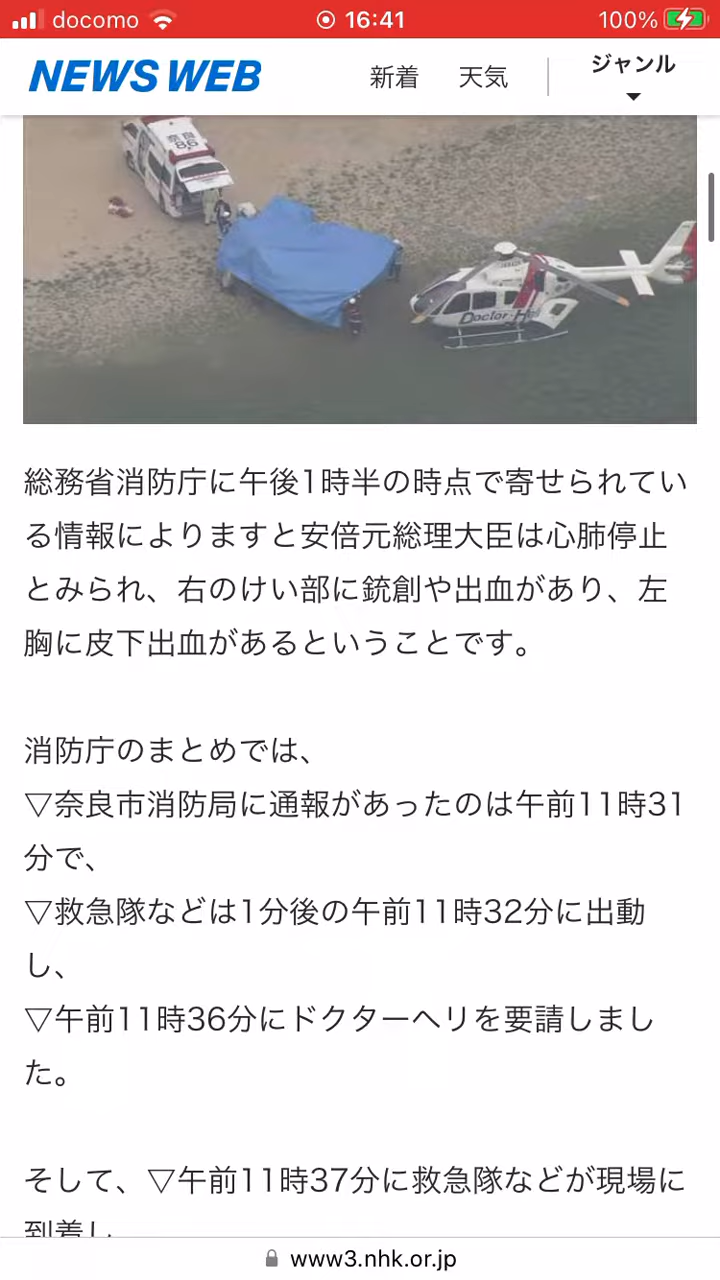 docomo 16:41 100%
NEWS WEB 新着 天気 ジャンル
奈良
86
Doctor-He
総務省消防庁に午後1時半の時点で寄せられてい
る情報によりますと安倍元総理大臣は心肺停止
とみられ、右のけい部に銃創や出血があり、左
胸に皮下出血があるということです。
消防庁のまとめでは、
▽奈良市消防局に通報があったのは午前11時31
分で、
▽救急隊などは1分後の午前11時32分に出動
し、
▽午前11時36分にドクターヘリを要請しまし
た。
そして、▽午前11時37分に救急隊などが現場に
到着し
www3.nhk.or.jp